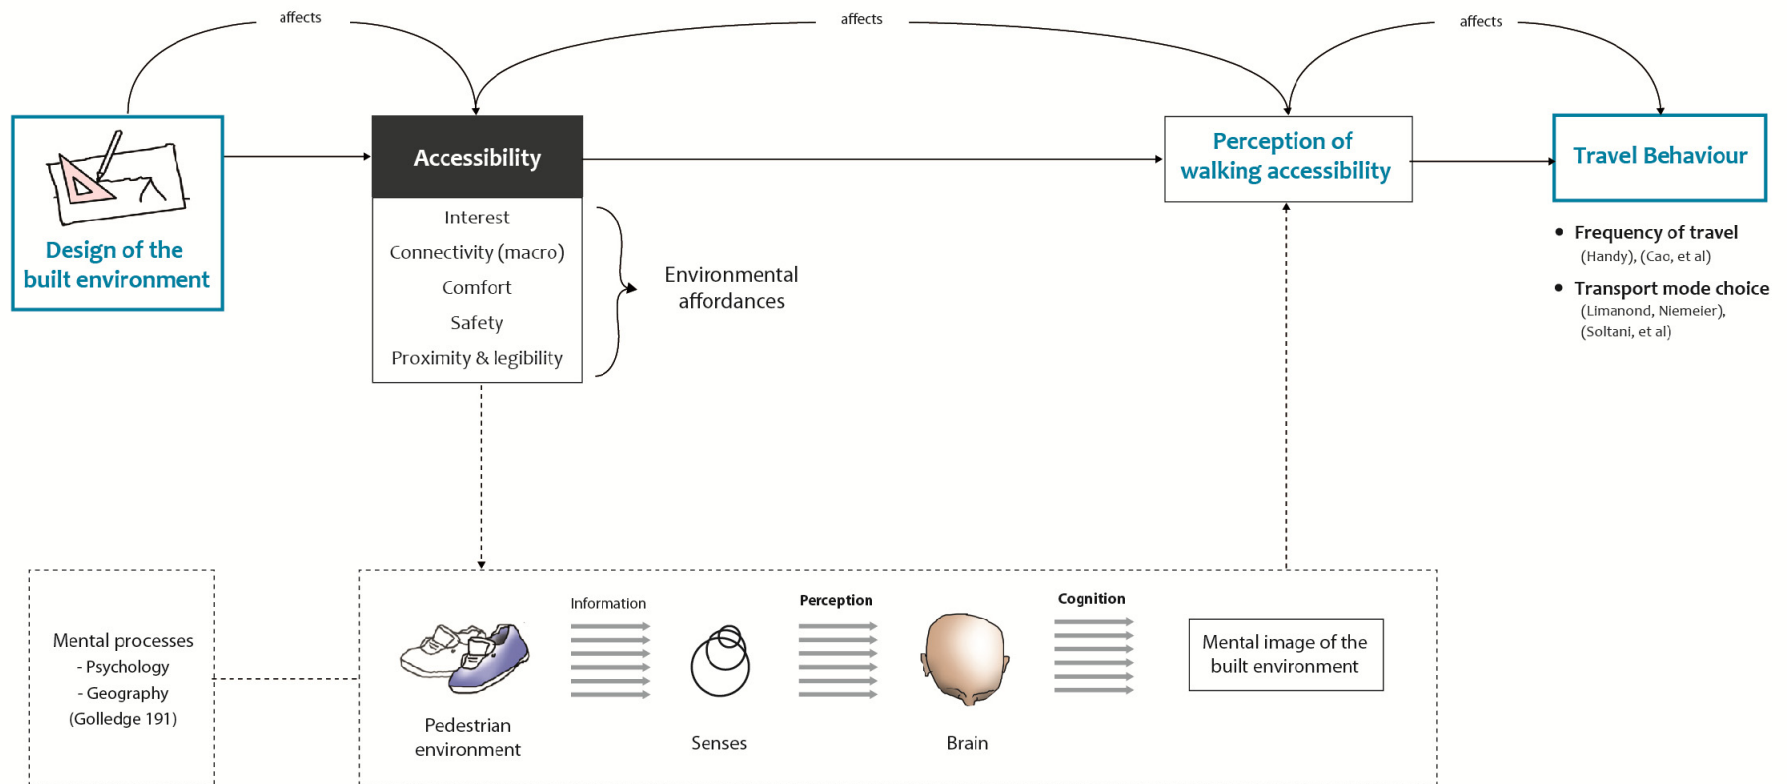 affects
affects
affects
Design of the
built environment
Accessibility
Interest
Connectivity (macro)
Comfort
Safety
Proximity & legibility
Environmental
affordances
Perception of
walking accessibility
Travel Behaviour
• Frequency of travel
(Handy), (Cao, et al)
• Transport mode choice
(Limanond, Niemeier),
(Soltani, et al)
Mental processes
- Psychology
- Geography
(Golledge 191)
Information
Perception
Cognition
Pedestrian
environment
Senses
Brain
Mental image of the
built environment